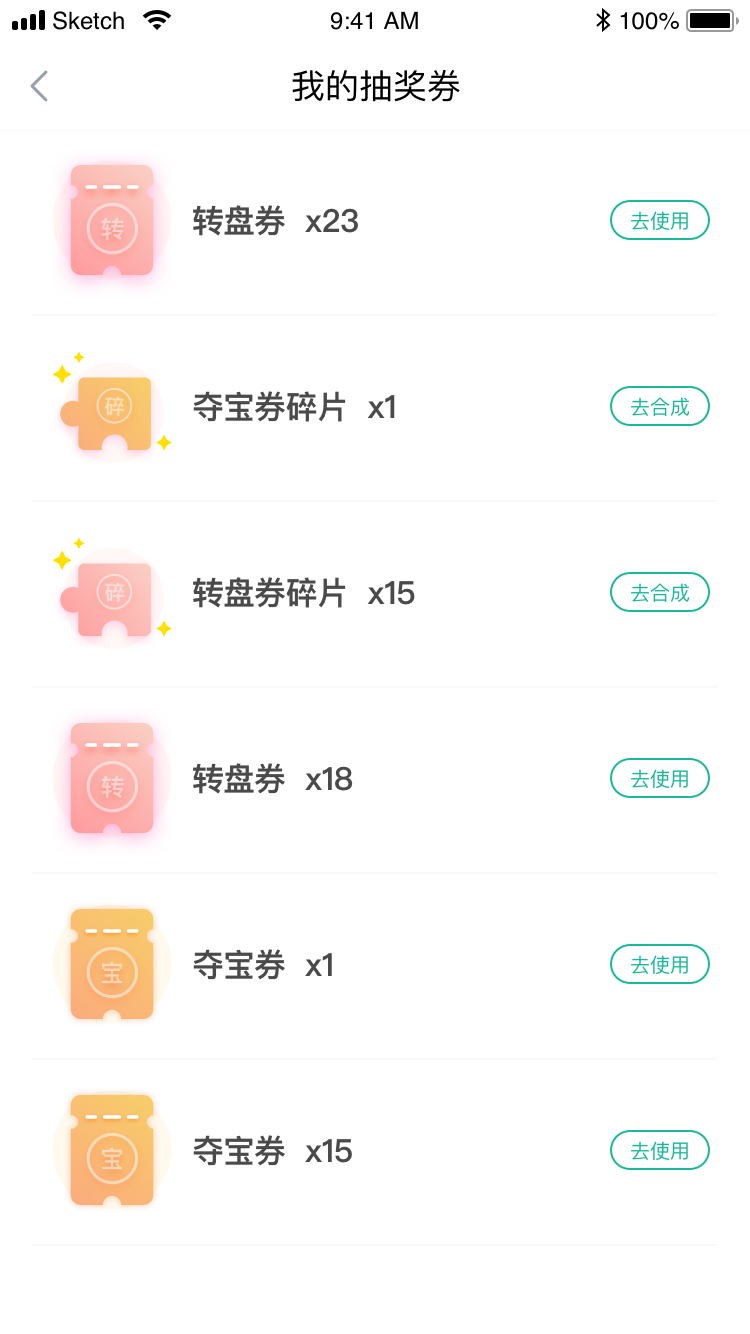 Sketch 9:41 AM 100%
我的抽奖券
转
转盘券 x23 去使用
碎
夺宝券碎片 x1 去合成
碎
转盘券碎片 x15 去合成
转
转盘券 x18 去使用
宝
夺宝券 x1 去使用
宝
夺宝券 x15 去使用